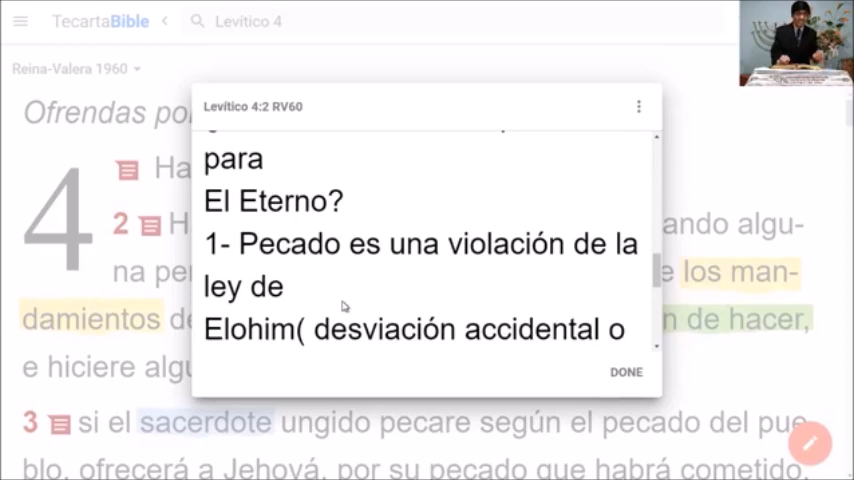 TecartaBible
Levítico 4
Reina-Valera 1960
Ofrendas po
Levítico 4:2 RV60
para
El Eterno?
1- Pecado es una violación de la
ley de
Elohim( desviación accidental o
DONE
4
Ha
2 H
ando algu-
na pe
e los man-
damientos de
n de hacer,
e hiciere algu
3 si el sacerdote ungido pecare según el pecado del pue-
blo, ofrecerá a Jehová, por su pecado que habrá cometido,